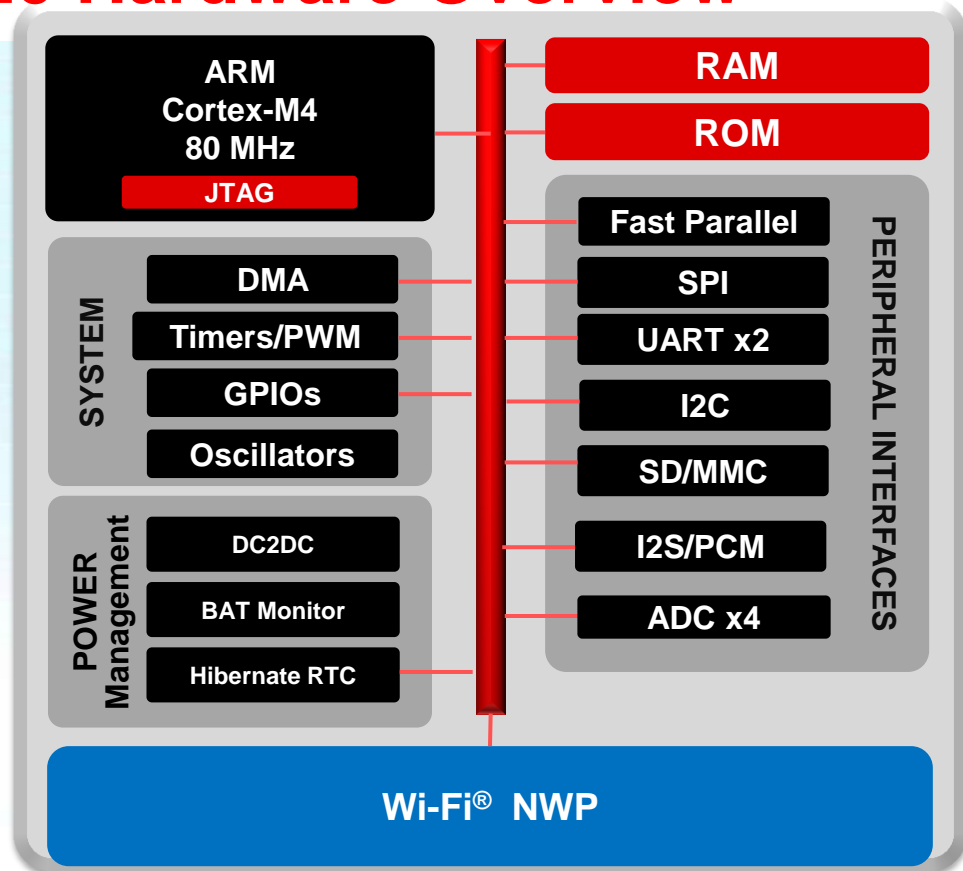 Hardware Overview
ARM
Cortex-M4
80 MHz
JTAG
RAM
ROM
SYSTEM
DMA
Timers/PWM
GPIOs
Oscillators
POWER
Management
DC2DC
BAT Monitor
Hibernate RTC
Fast Parallel
SPI
UART x2
I2C
SD/MMC
I2S/PCM
ADC x4
PERIPHERAL INTERFACES
Wi-Fi® NWP